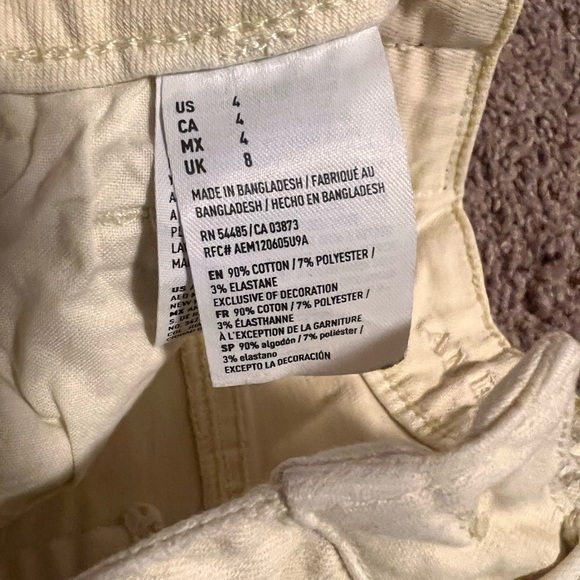 US 4
CA 4
MX 4
UK 8
MADE IN BANGLADESH / FABRIQUÉ AU
BANGLADESH / HECHO EN BANGLADESH
RN 54485 / CA 03873
RFC# AEM120605U9A
EN 90% COTTON / 7% POLYESTER /
3% ELASTANE
EXCLUSIVE OF DECORATION
FR 90% COTON / 7% POLYESTER /
3% ÉLASTHANNE
À L'EXCEPTION DE LA GARNITURE
SP 90% algodón / 7% poliéster /
3% elastano
EXCEPTO LA DECORACIÓN